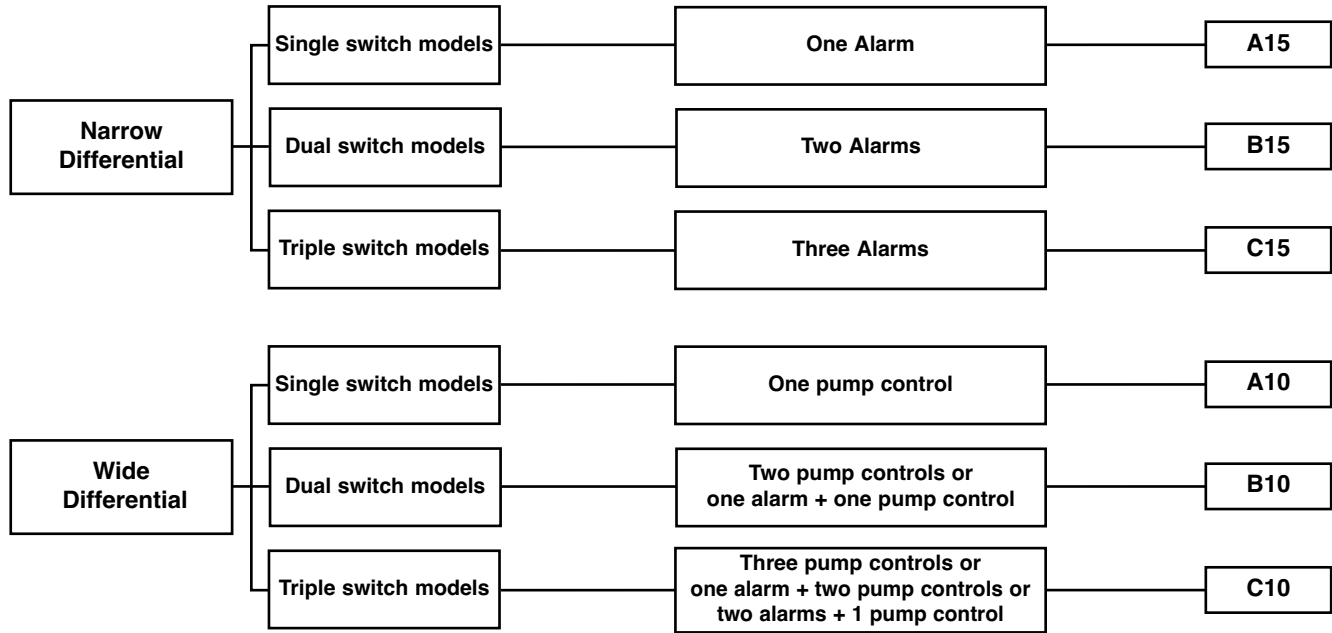 Narrow
Differential
Single switch models
One Alarm
A15
Dual switch models
Two Alarms
B15
Triple switch models
Three Alarms
C15
Wide
Differential
Single switch models
One pump control
A10
Dual switch models
Two pump controls or
one alarm + one pump control
B10
Triple switch models
Three pump controls or
one alarm + two pump controls or
two alarms + 1 pump control
C10